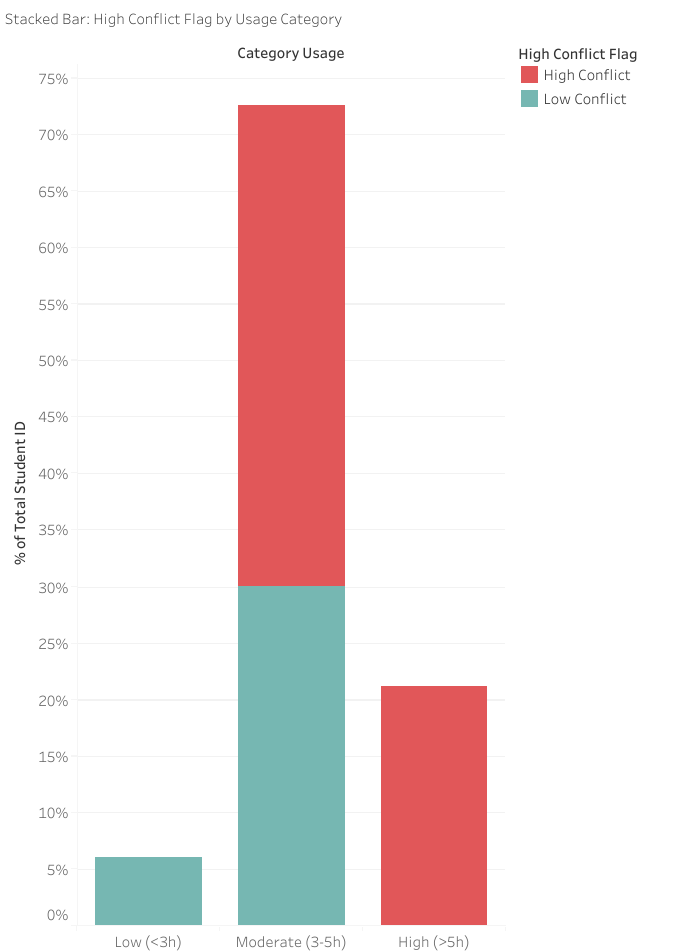 Stacked Bar: High Conflict Flag by Usage Category
Category Usage
High Conflict Flag
High Conflict
Low Conflict
75%
70%
65%
60%
55%
50%
45%
40%
35%
30%
25%
20%
15%
10%
5%
0%
% of Total Student ID
Low (<3h)
Moderate (3-5h)
High (>5h)